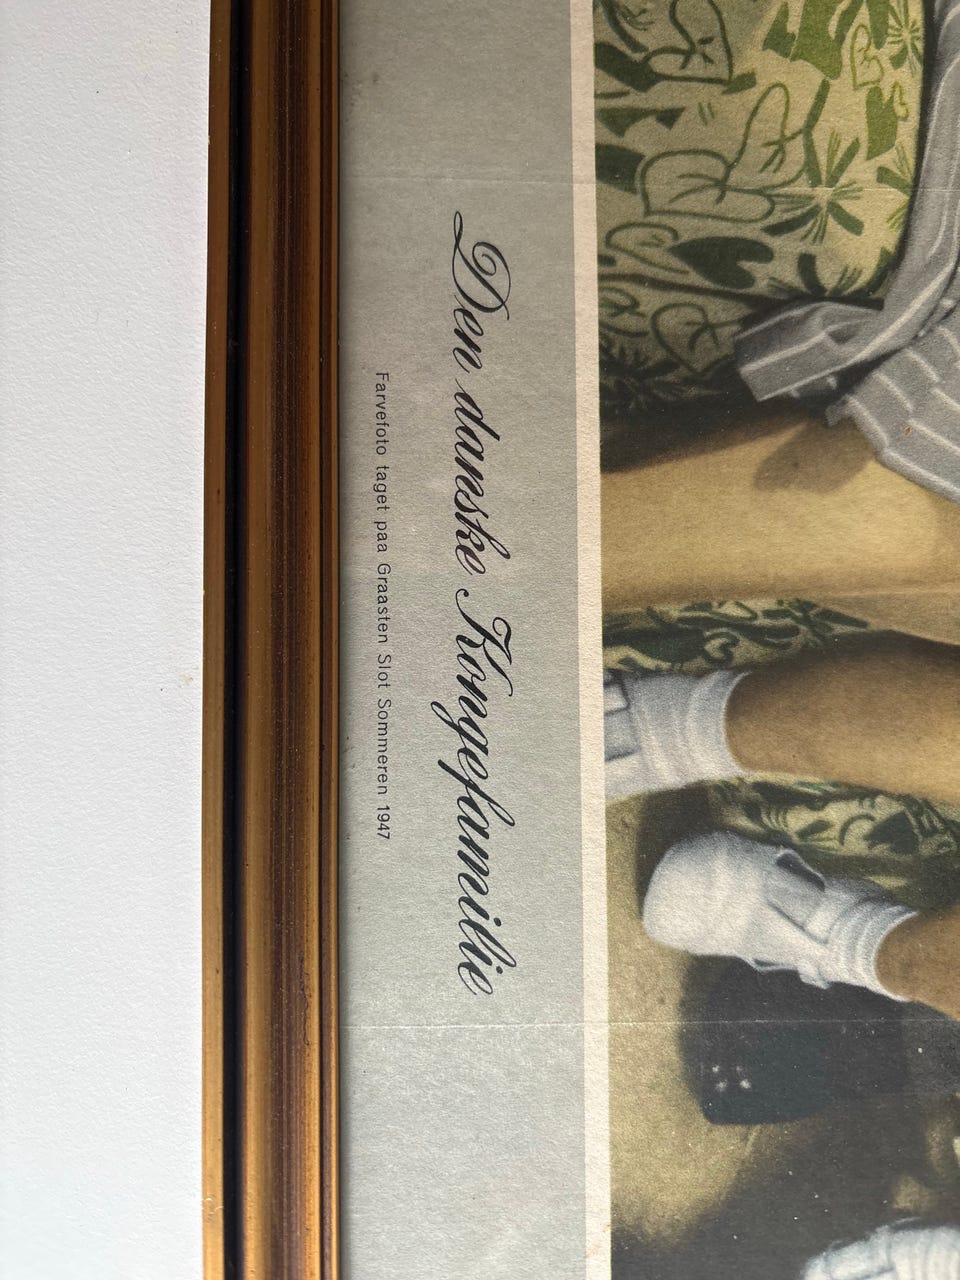 Den danske Kongefamilie
Farvefoto taget paa Graasten Slot Sommeren 1947